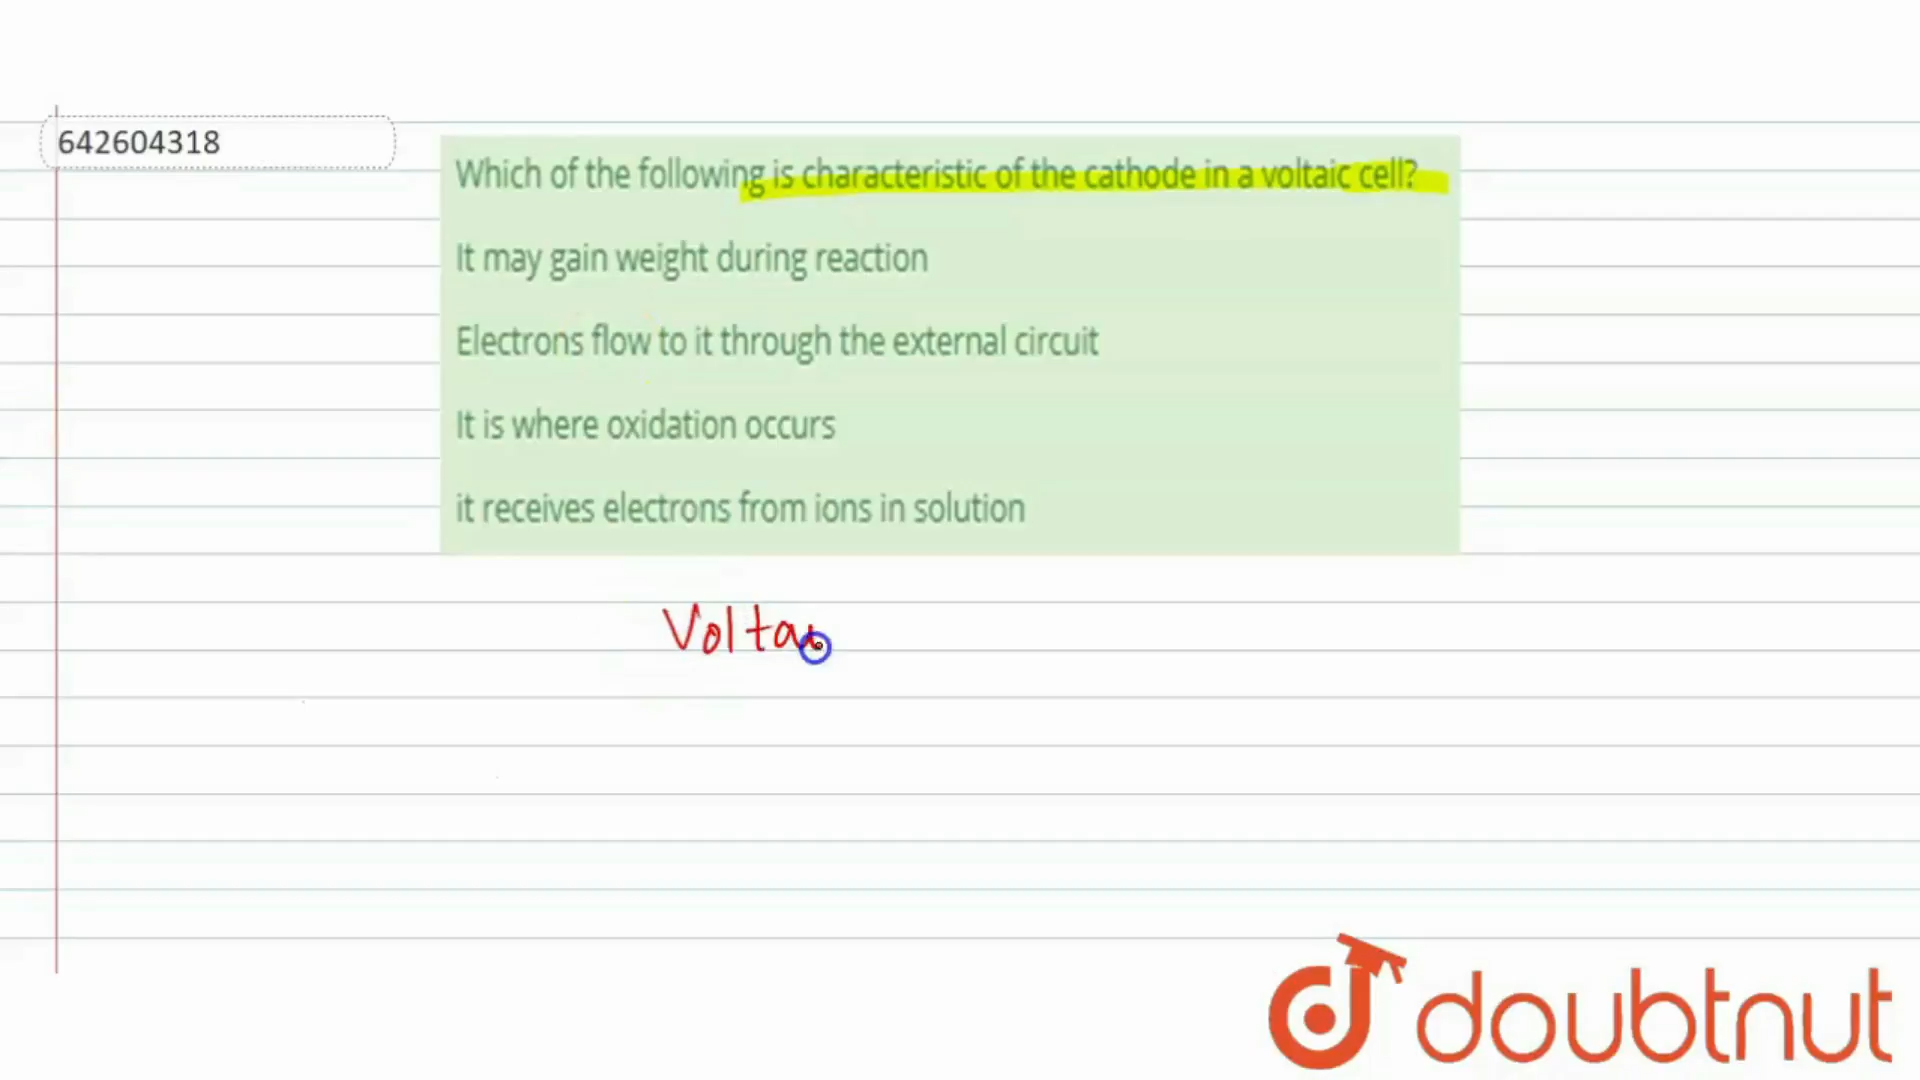 642604318
Which of the following is characteristic of the cathode in a voltaic cell?
It may gain weight during reaction
Electrons flow to it through the external circuit
It is where oxidation occurs
it receives electrons from ions in solution
Voltai
doubtnut